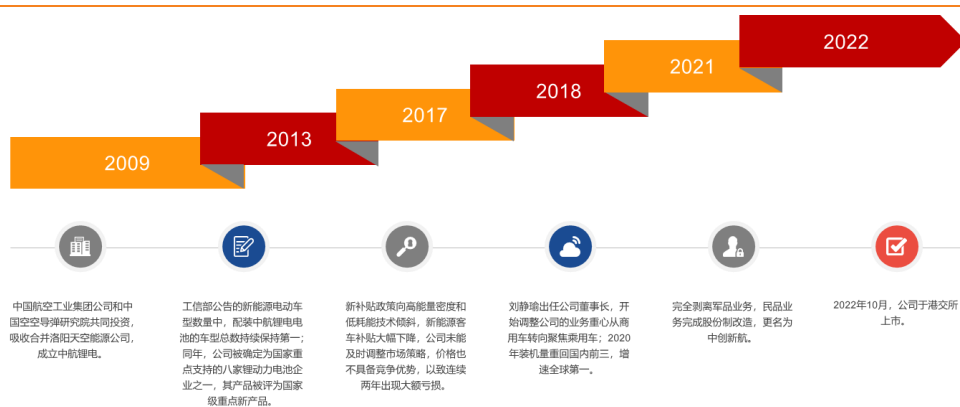 2009
2013
2017
2018
2021
2022
中国航空工业集团公司和中
国空空导弹研究院共同投资，
吸收合并洛阳天空能源公司，
成立中航锂电。
工信部公告的新能源电动车
型数量中，配装中航锂电电
池的车型总数持续保持第一；
同年，公司被确定为国家重
点支持的八家锂动力电池企
业之一，其产品被评为国家
级重点新产品。
新补贴政策向高能量密度和
低耗能技术倾斜，新能源客
车补贴大幅下降，公司未能
及时调整市场策略，价格也
不具备竞争优势，以致连续
两年出现大额亏损。
刘静瑜出任公司董事长，开
始调整公司的业务重心从商
用车转向聚焦乘用车；2020
年装机量重回国内前三，增
速全球第一。
完全剥离军品业务，民品业
务完成股份制改造，更名为
中创新航。
2022年10月，公司于港交所
上市。